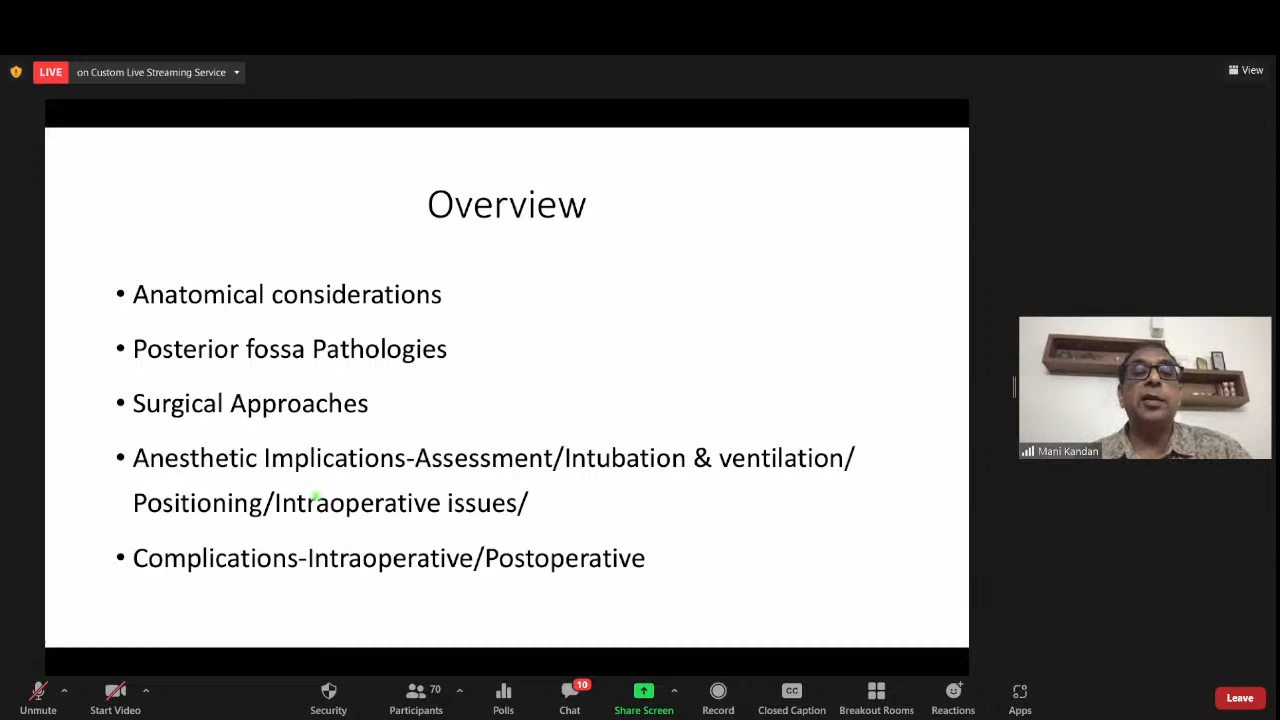 LIVE on Custom Live Streaming Service
View
Overview
• Anatomical considerations
• Posterior fossa Pathologies
• Surgical Approaches
• Anesthetic Implications-Assessment/Intubation & ventilation/
Positioning/Intraoperative issues/
• Complications-Intraoperative/Postoperative
Mani Kandan
70
10
CC
Unmute Start Video Security Participants Polls Chat Share Screen Record Closed Caption Breakout Rooms Reactions Apps Leave